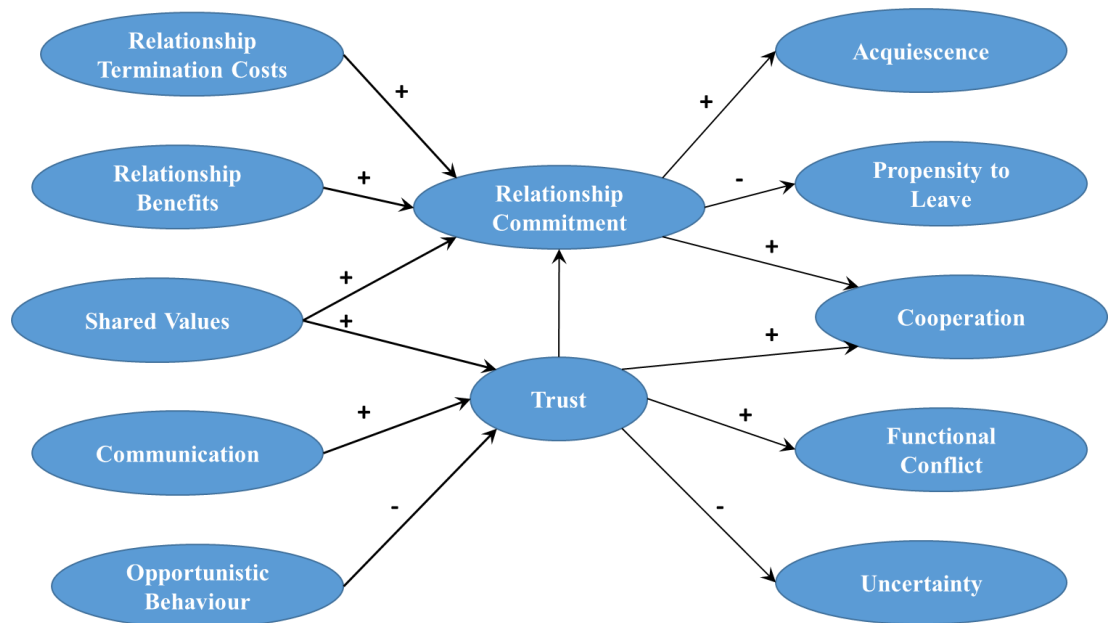 Relationship
Termination Costs
Acquiescence
+
+
Relationship
Benefits
+
Relationship
Commitment
-
Propensity to
Leave
+
+
Shared Values
+
Cooperation
+
Trust
Communication
+
+
Functional
Conflict
-
-
Opportunistic
Behaviour
Uncertainty